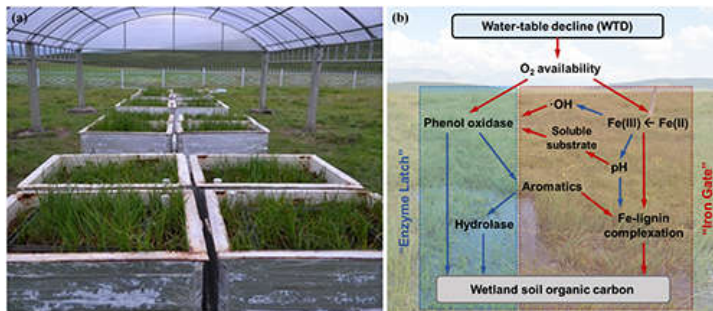 (a)
(b)
Water-table decline (WTD)
O₂ availability
·OH
Phenol oxidase
Fe(III) ← Fe(II)
Soluble
substrate
pH
Aromatics
Hydrolase
Fe-lignin
complexation
"Enzyme Latch"
"Iron Gate"
Wetland soil organic carbon